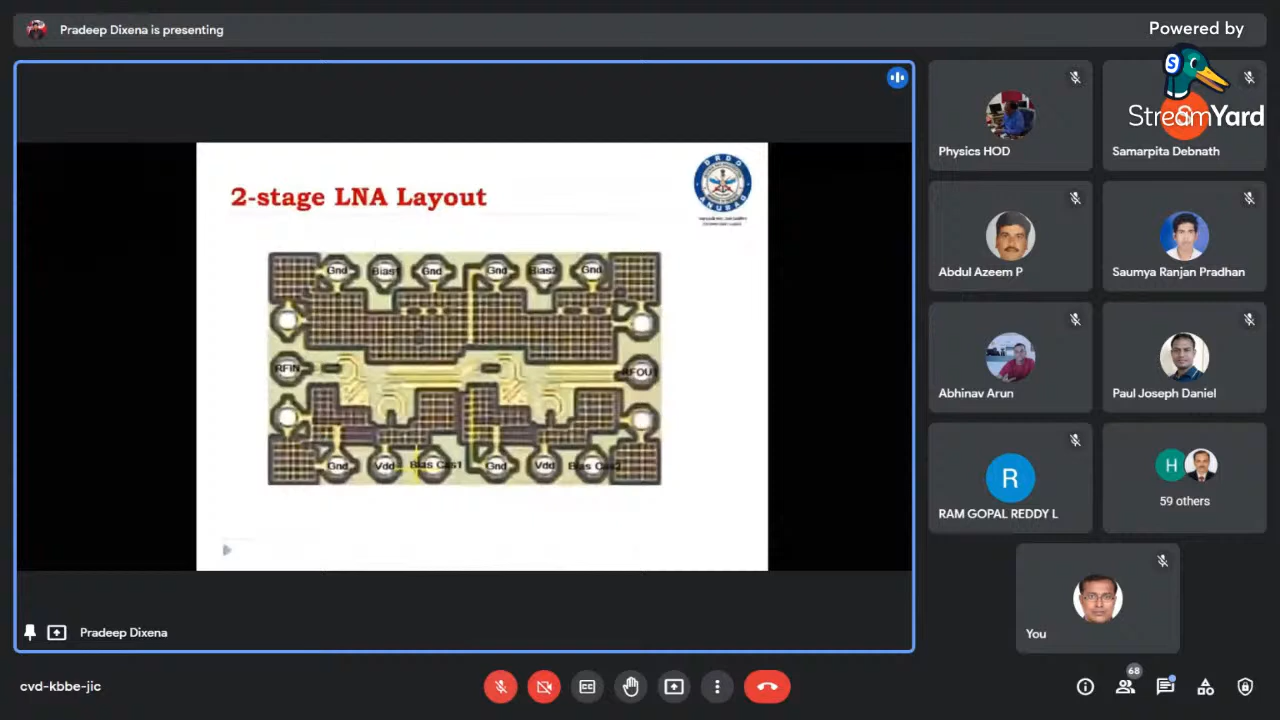 Pradeep Dixena is presenting
Powered by
StreamYard
2-stage LNA Layout
DRDO
ANURAG
Gnd Bias1 Gnd Gnd Bias2 Gnd
RFIN
Gnd Vdd Bias Cas1 Gnd Vdd Bias Cas2
Physics HOD
S
Samarpita Debnath
Abdul Azeem P
Saumya Ranjan Pradhan
Abhinav Arun
Paul Joseph Daniel
R
RAM GOPAL REDDY L
H
59 others
You
Pradeep Dixena
cvd-kbbe-jic
68